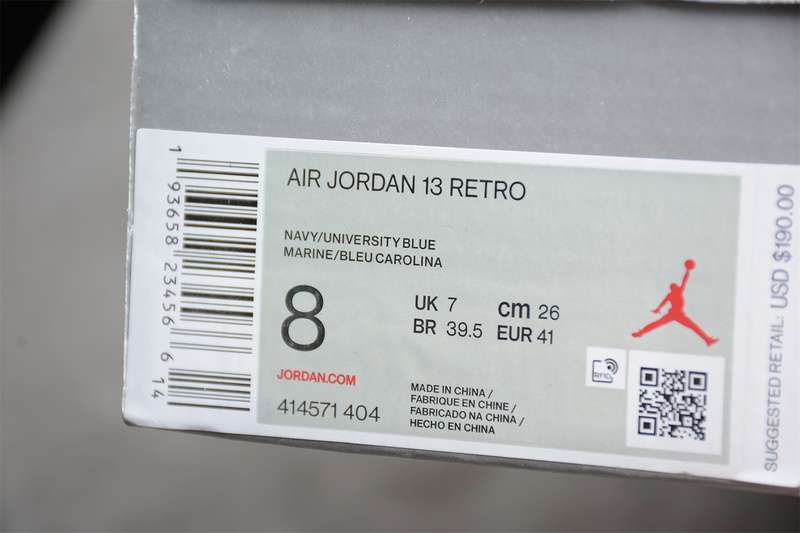 AIR JORDAN 13 RETRO
NAVY/UNIVERSITY BLUE
MARINE/BLEU CAROLINA
8
UK 7 cm 26
BR 39.5 EUR 41
JORDAN.COM
414571 404
MADE IN CHINA /
FABRIQUE EN CHINE /
FABRICADO NA CHINA /
HECHO EN CHINA
RFID
1 93658 23456 6 14
SUGGESTED RETAIL: USD $190.00